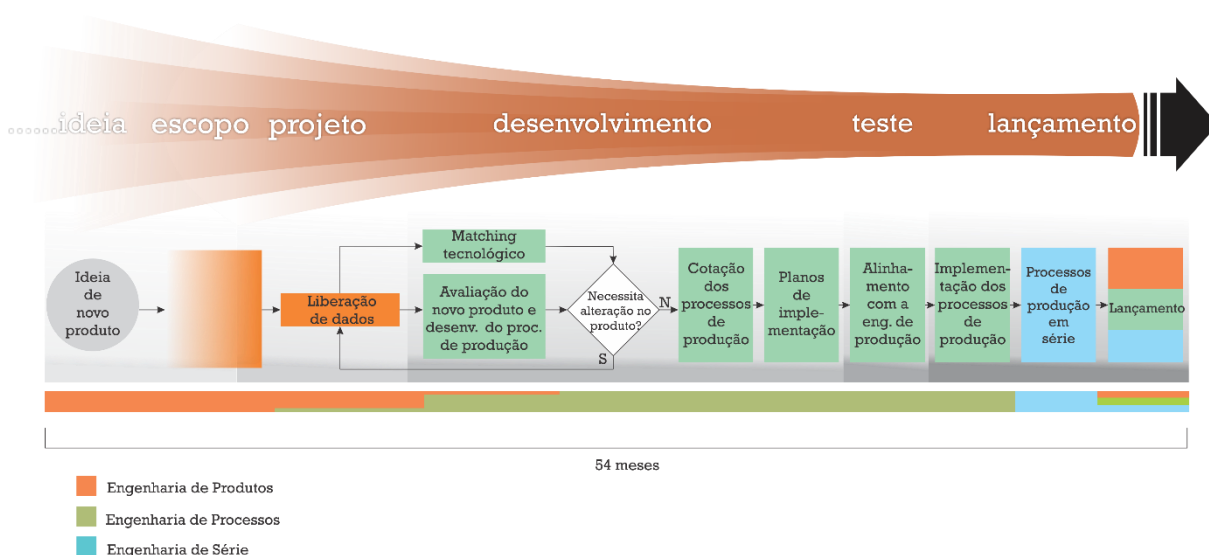 ......ideia escopo projeto desenvolvimento teste lançamento
Ideia
de
novo
produto
Liberação
de dados
Matching
tecnológico
Avaliação do
novo produto e
desenv. do proc.
de produção
Necessita
alteração no
produto?
N
S
Cotação
dos
processos
de
produção
Planos
de
imple-
mentação
Alinha-
mento
com a
eng. de
produção
Implemen-
tação dos
processos
de
produção
Processos
de
produção
em
série
Lançamento
54 meses
Engenharia de Produtos
Engenharia de Processos
Engenharia de Série